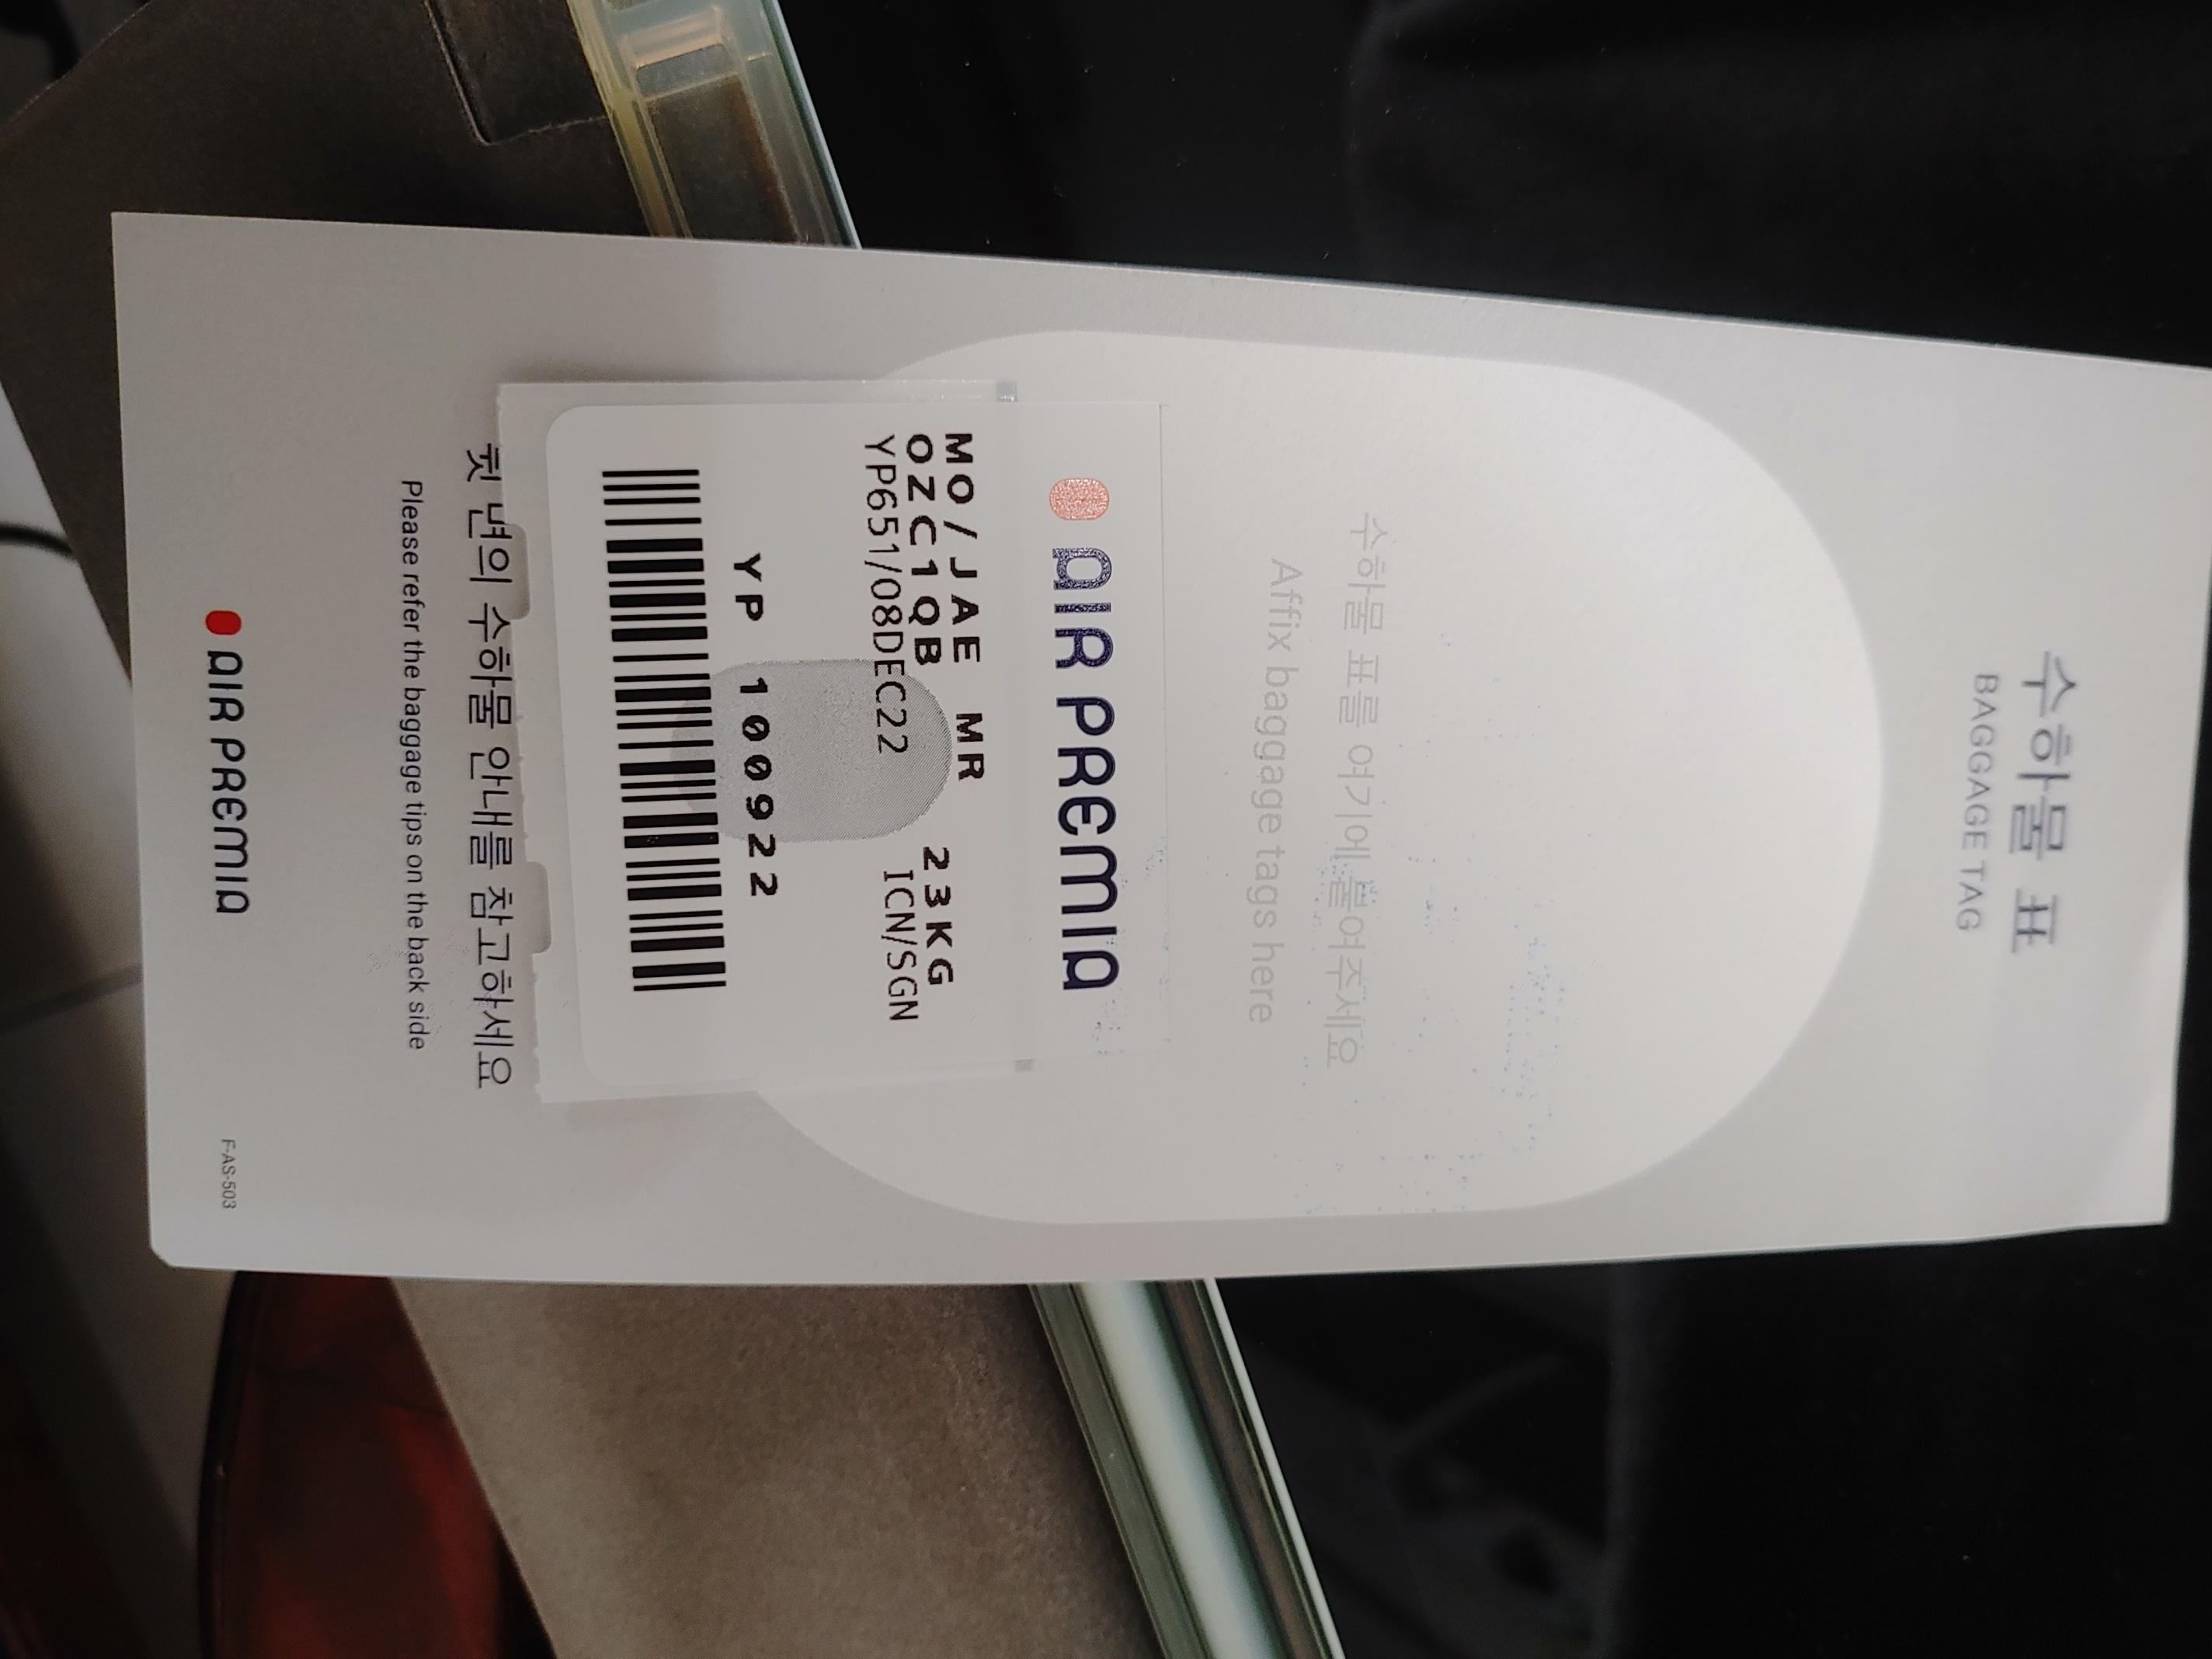 수하물 표
BAGGAGE TAG
수하물 표를 여기에 붙여주세요
Affix baggage tags here
AIR PREMIA
MO/JAE MR
OZC1QB 23KG
YP651/08DEC22 ICN/SGN
YP 100922
뒷 면의 수하물 안내를 참고하세요
Please refer the baggage tips on the back side
AIR PREMIA
F-AS-503